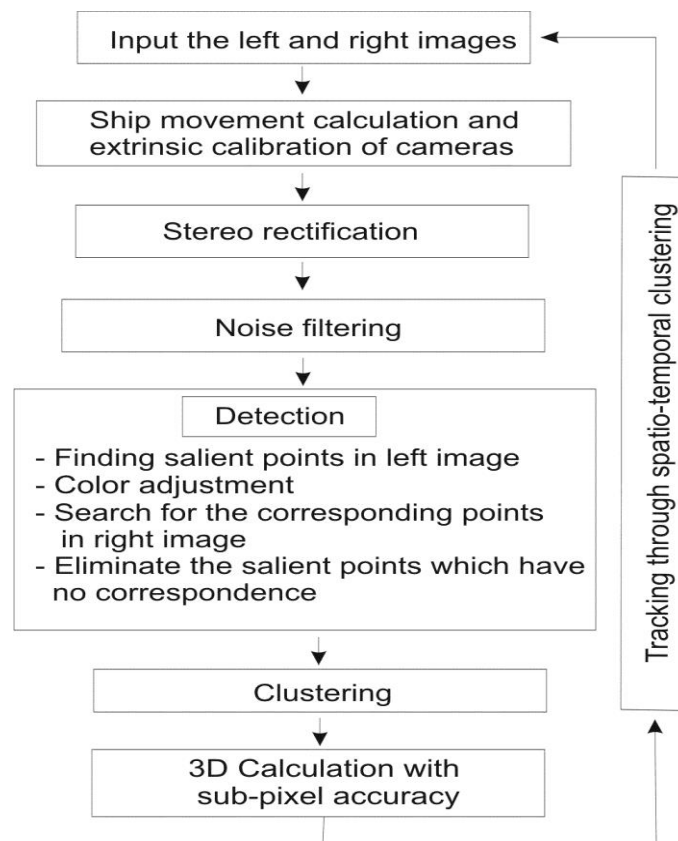 Input the left and right images
Ship movement calculation and
extrinsic calibration of cameras
Stereo rectification
Noise filtering
Detection
- Finding salient points in left image
- Color adjustment
- Search for the corresponding points
in right image
- Eliminate the salient points which have
no correspondence
Clustering
3D Calculation with
sub-pixel accuracy
Tracking through spatio-temporal clustering